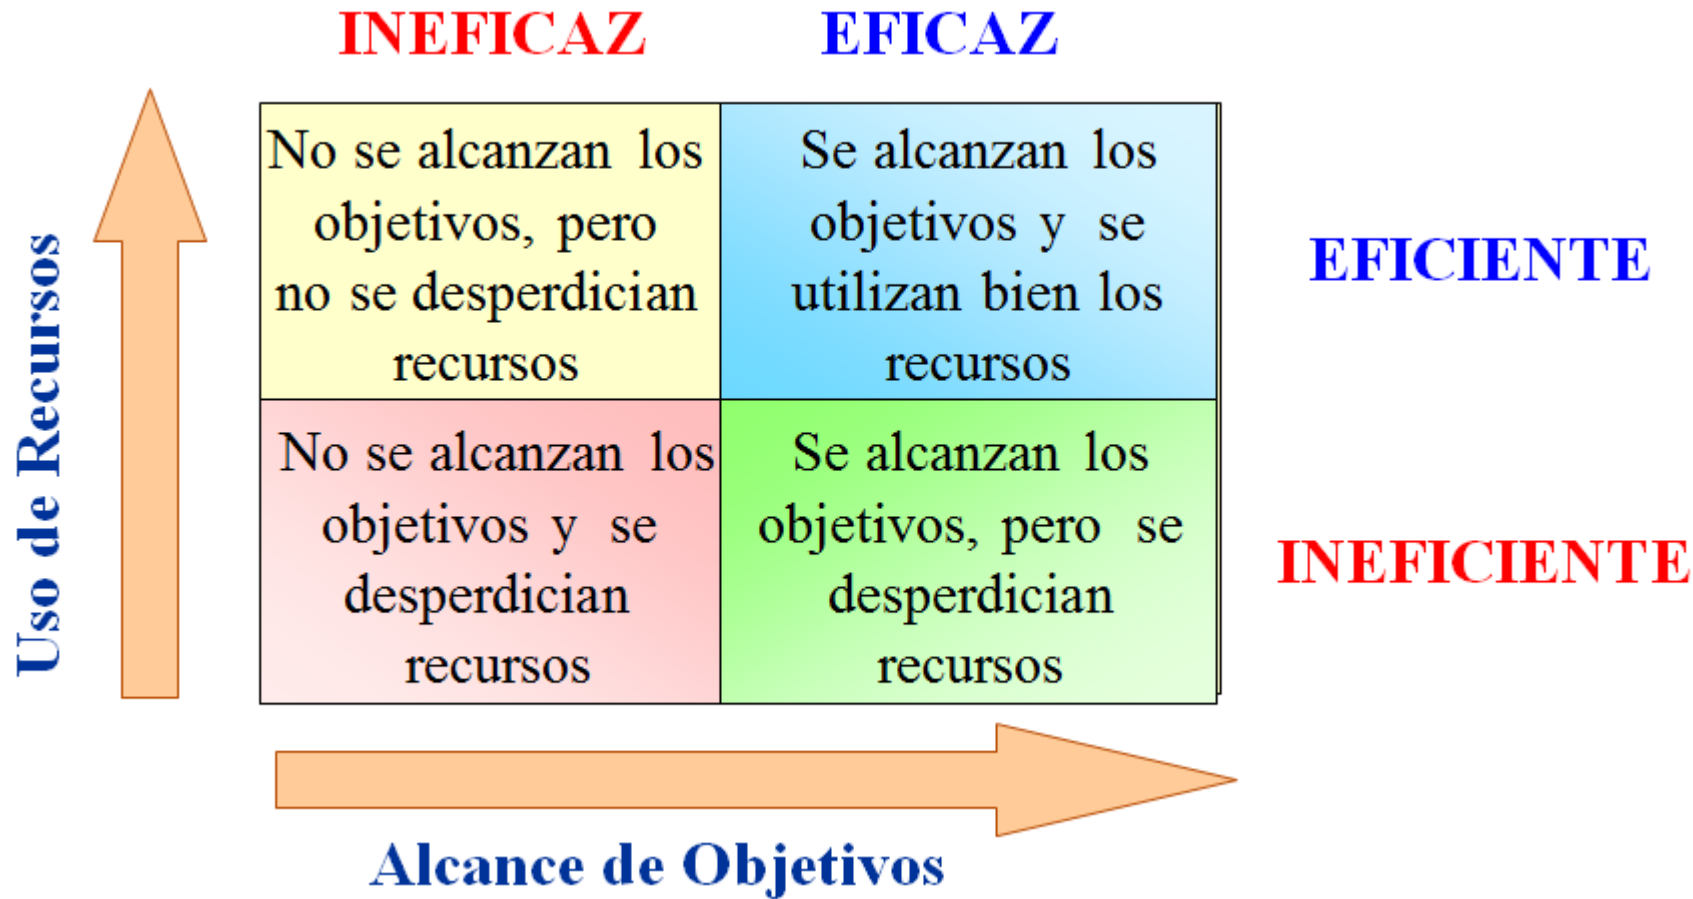 INEFICAZ
EFICAZ
No se alcanzan los
objetivos, pero
no se desperdician
recursos
Se alcanzan los
objetivos y se
utilizan bien los
recursos
EFICIENTE
No se alcanzan los
objetivos y se
desperdician
recursos
Se alcanzan los
objetivos, pero se
desperdician
recursos
INEFICIENTE
Uso de Recursos
Alcance de Objetivos